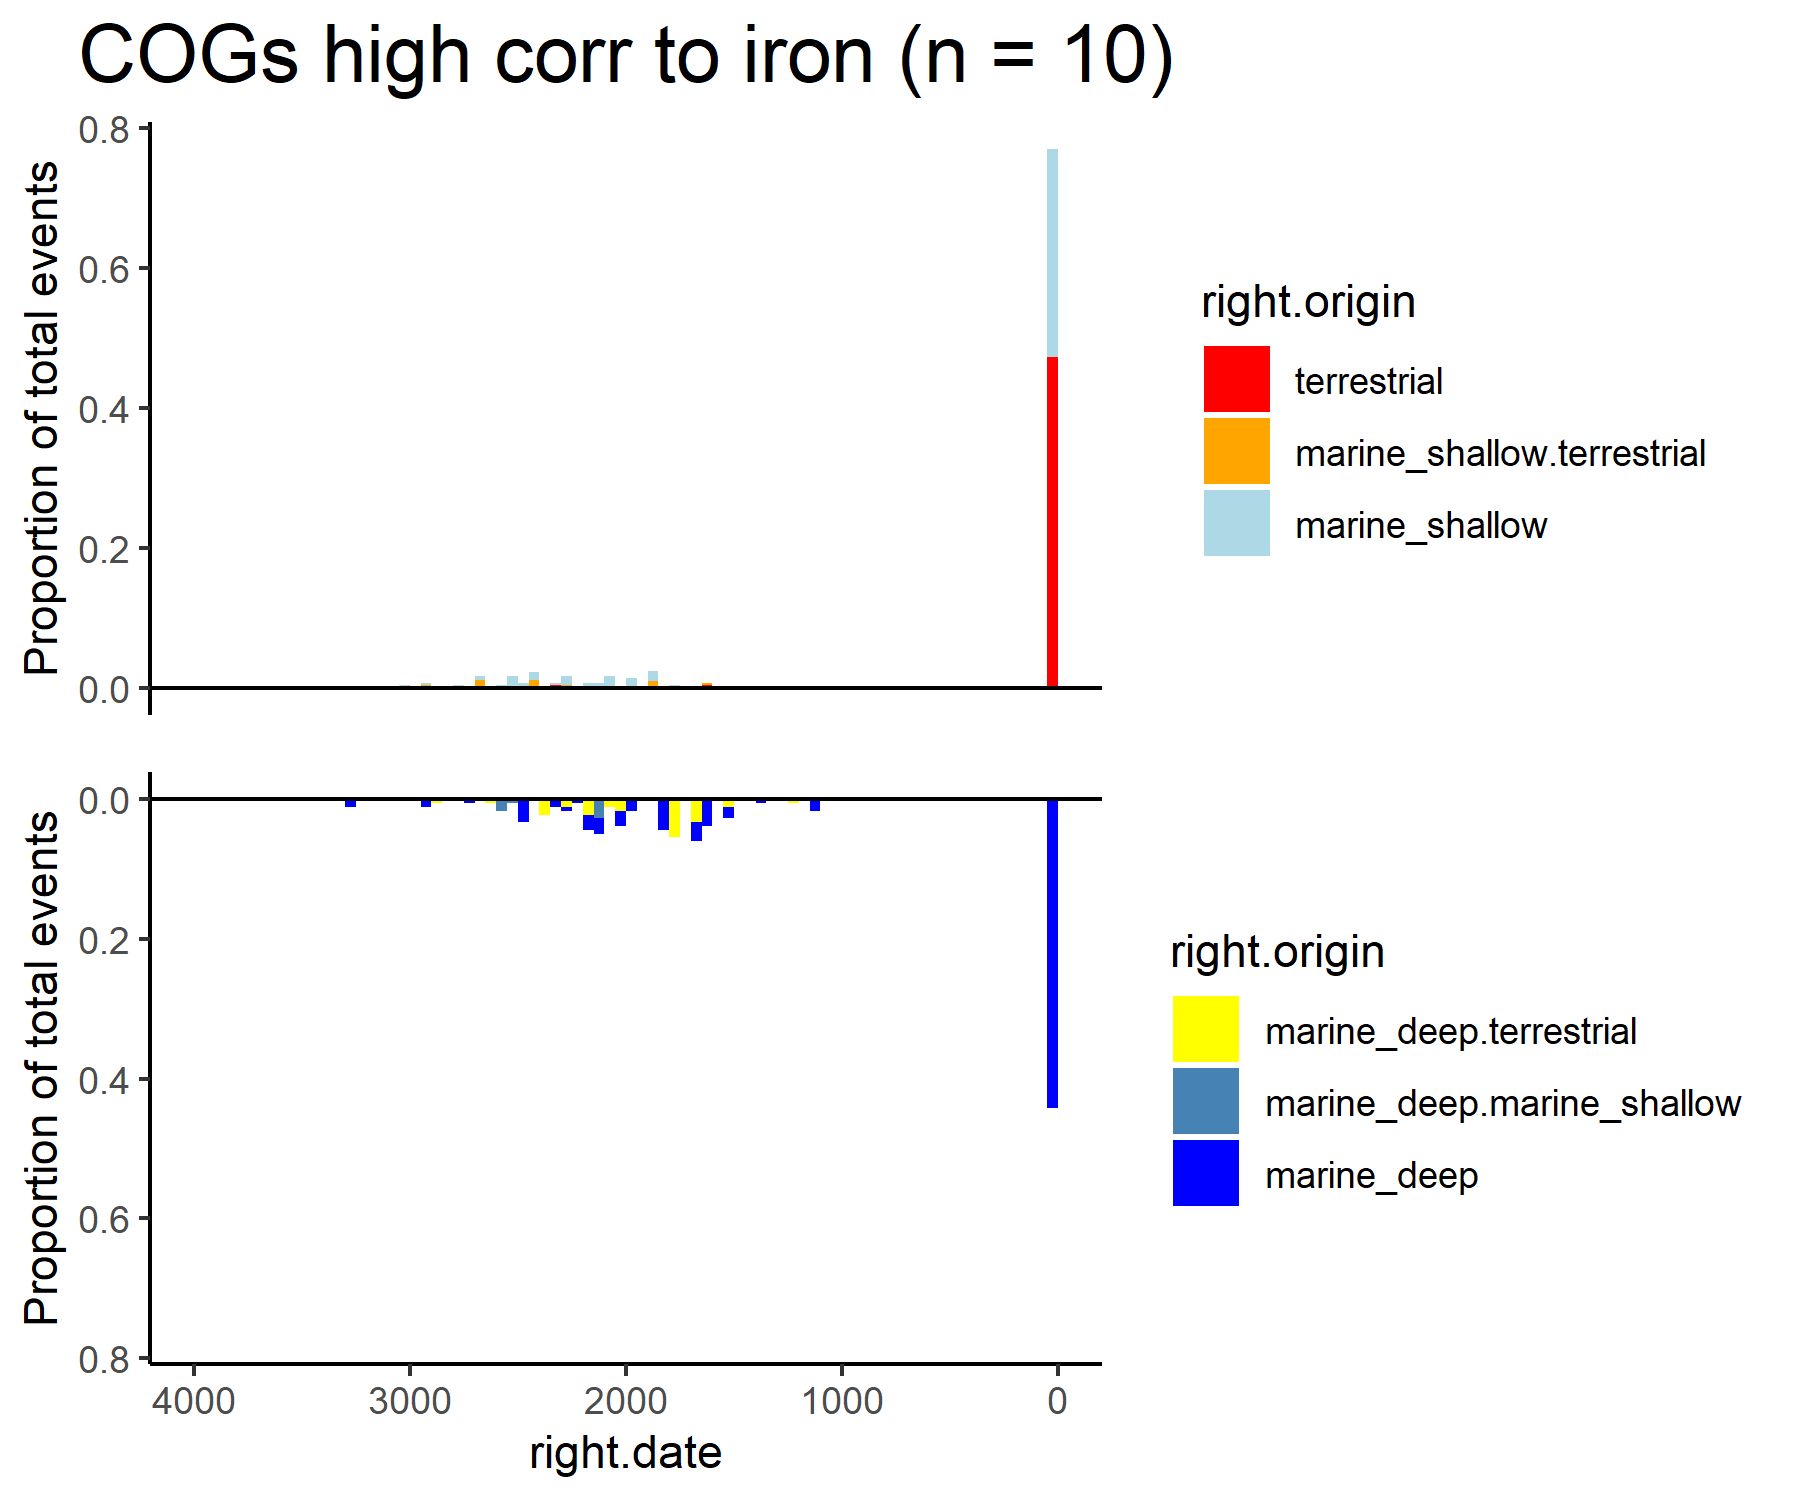 COGs high corr to iron (n = 10)
Proportion of total events
0.8
0.6
0.4
0.2
0.0
right.origin
terrestrial
marine_shallow.terrestrial
marine_shallow
Proportion of total events
0.0
0.2
0.4
0.6
0.8
4000 3000 2000 1000 0
right.date
right.origin
marine_deep.terrestrial
marine_deep.marine_shallow
marine_deep